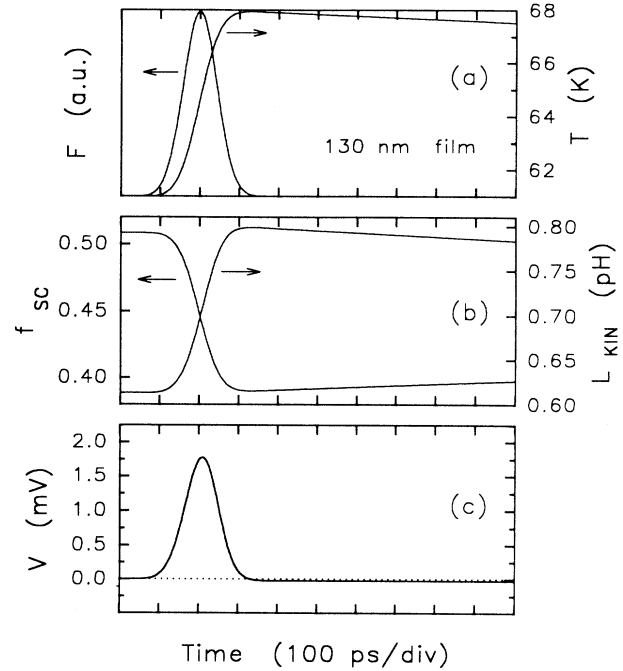 68
66
64
62
F (a.u.)
T (K)
(a)
130 nm film
0.50
0.45
0.40
f sc
0.80
0.75
0.70
0.65
0.60
L KIN (pH)
(b)
2.0
1.5
1.0
0.5
0.0
V (mV)
(c)
Time (100 ps/div)